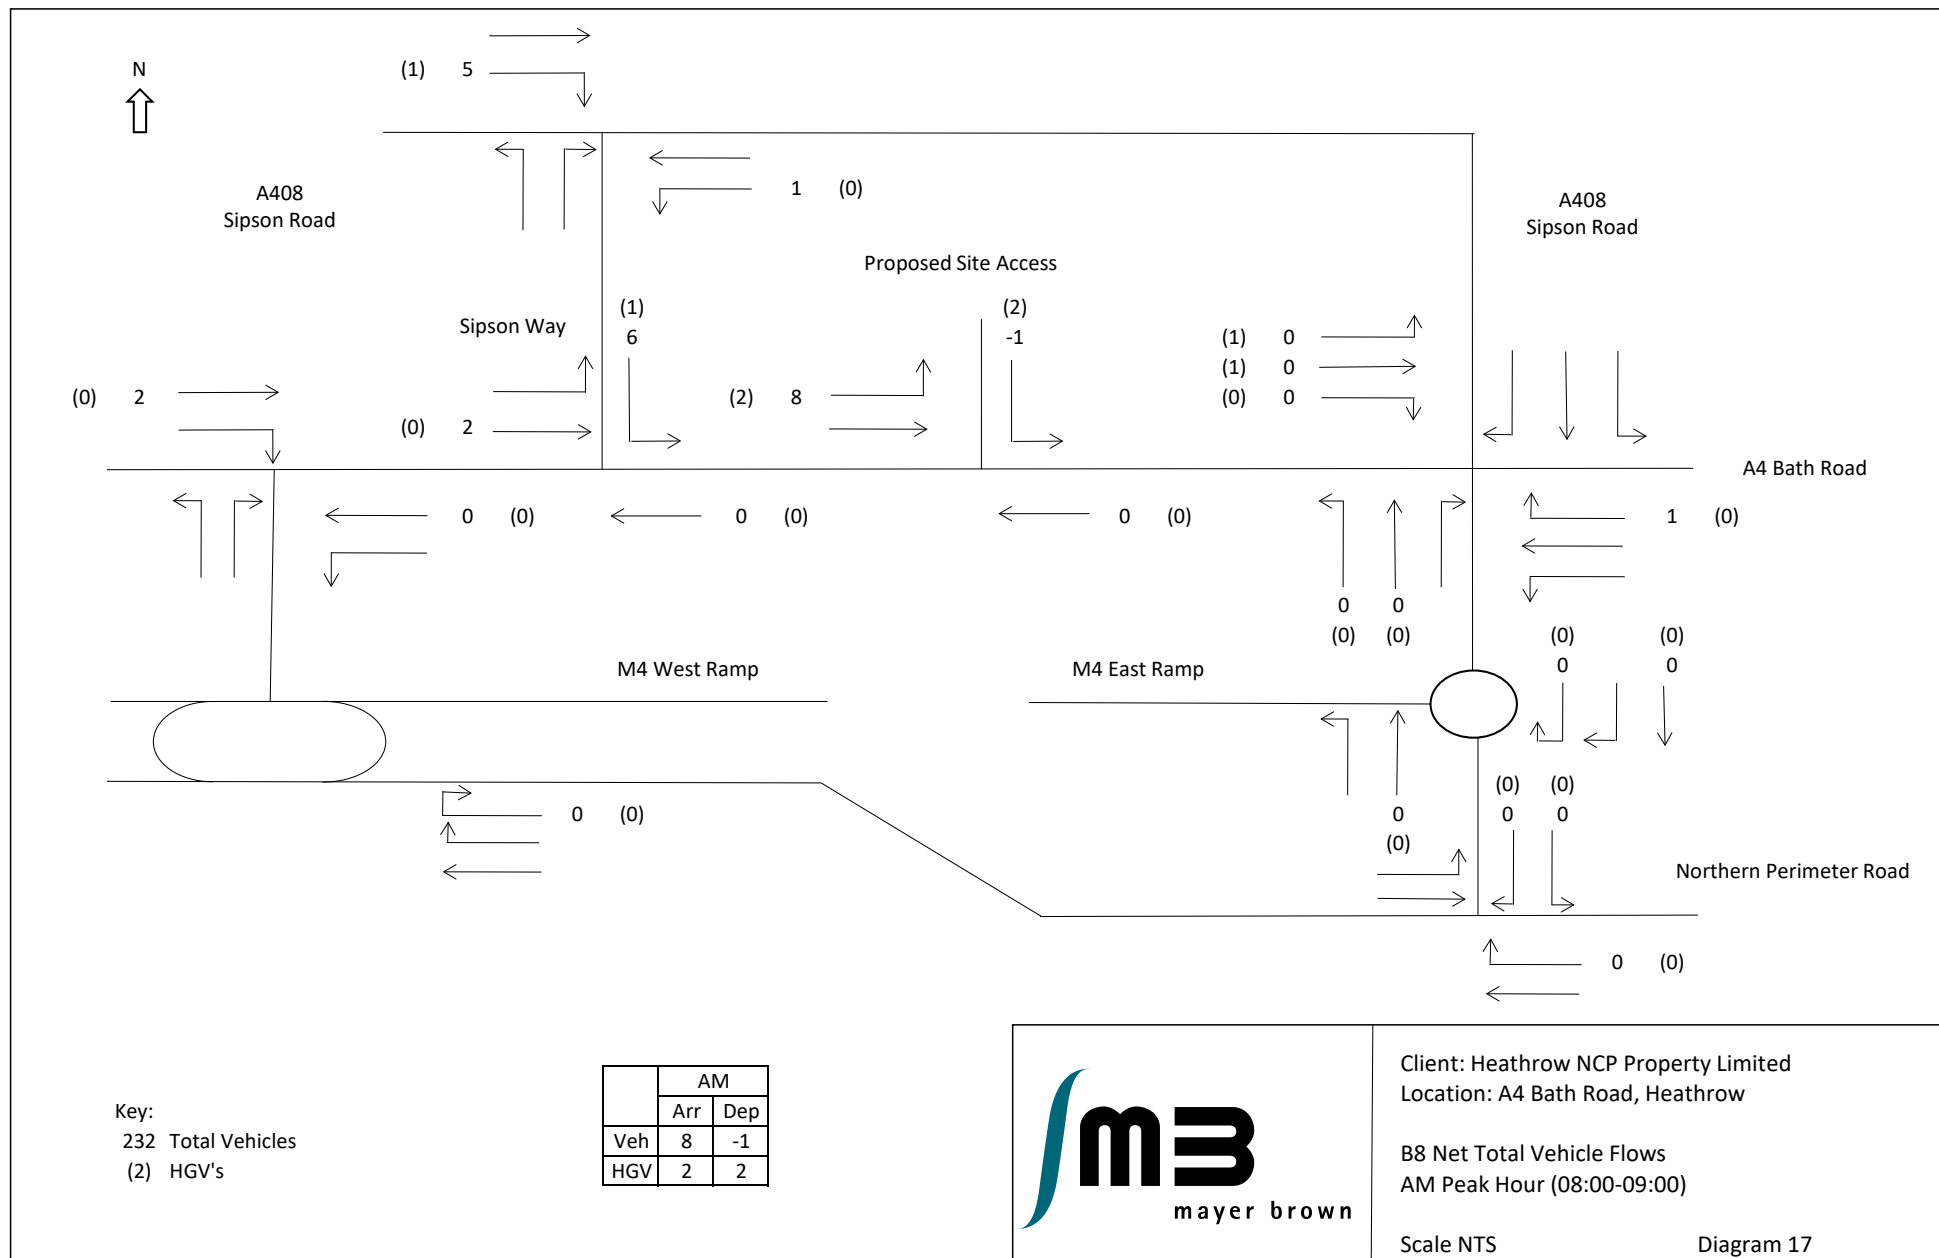 N
(1) 5
A408
Sipson Road
1 (0)
A408
Sipson Road
Proposed Site Access
(1)
6
(2)
-1
Sipson Way
(1) 0
(1) 0
(0) 0
(0) 2
(0) 2
(2) 8
A4 Bath Road
0 (0)
0 (0)
0 (0)
1 (0)
0 0
(0) (0)
(0) (0)
0 0
M4 West Ramp
M4 East Ramp
0 (0)
0
(0)
(0) (0)
0 0
Northern Perimeter Road
0 (0)
Key:
232 Total Vehicles
(2) HGV's
AM
Arr Dep
Veh 8 -1
HGV 2 2
mB
mayer brown
Client: Heathrow NCP Property Limited
Location: A4 Bath Road, Heathrow
B8 Net Total Vehicle Flows
AM Peak Hour (08:00-09:00)
Scale NTS Diagram 17